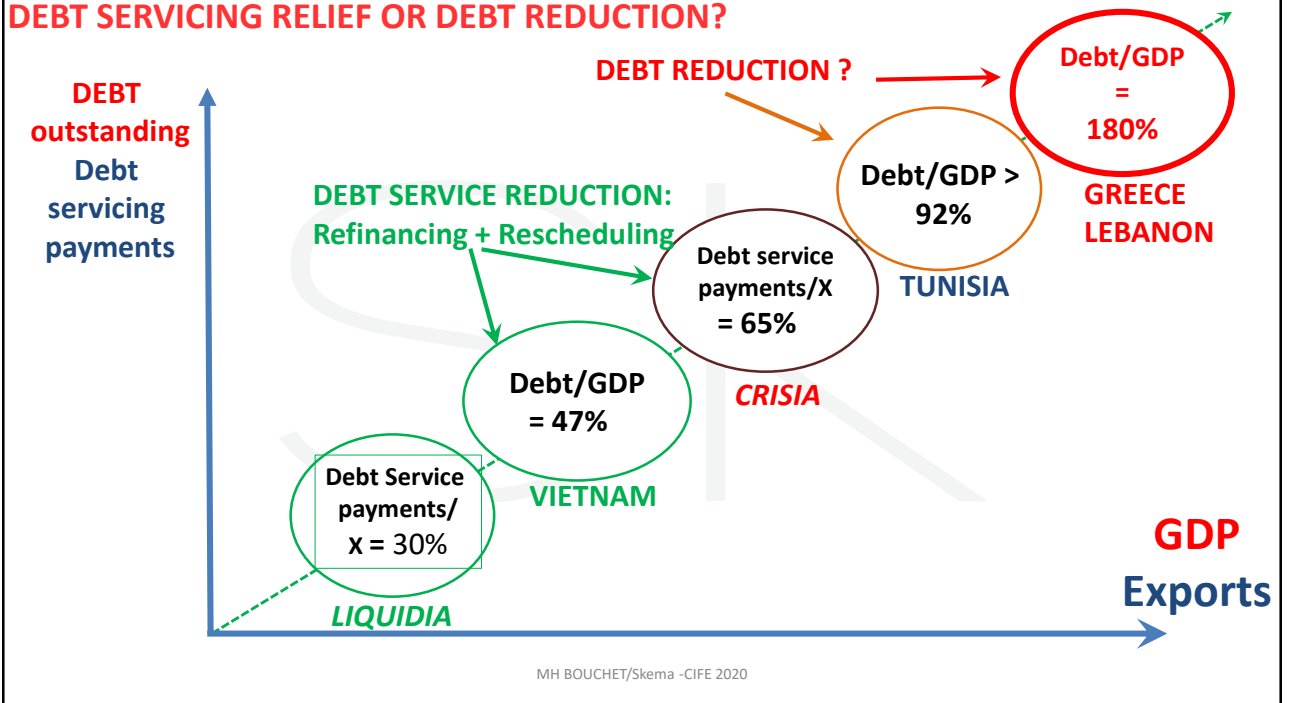 DEBT SERVICING RELIEF OR DEBT REDUCTION?
DEBT
outstanding
Debt
servicing
payments
DEBT REDUCTION ?
Debt/GDP
=
180%
GREECE
LEBANON
Debt/GDP >
92%
TUNISIA
DEBT SERVICE REDUCTION:
Refinancing + Rescheduling
Debt service
payments/X
= 65%
CRISIA
Debt/GDP
= 47%
VIETNAM
Debt Service
payments/
X = 30%
LIQUIDIA
GDP
Exports
SK
MH BOUCHET/Skema -CIFE 2020